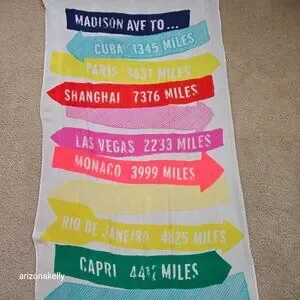 MADISON AVE TO...
CUBA 1345 MILES
PARIS 3631 MILES
SHANGHAI 7376 MILES
LAS VEGAS 2233 MILES
MONACO 3999 MILES
RIO DE JANEIRO 4825 MILES
CAPRI MILES
arizonakelly